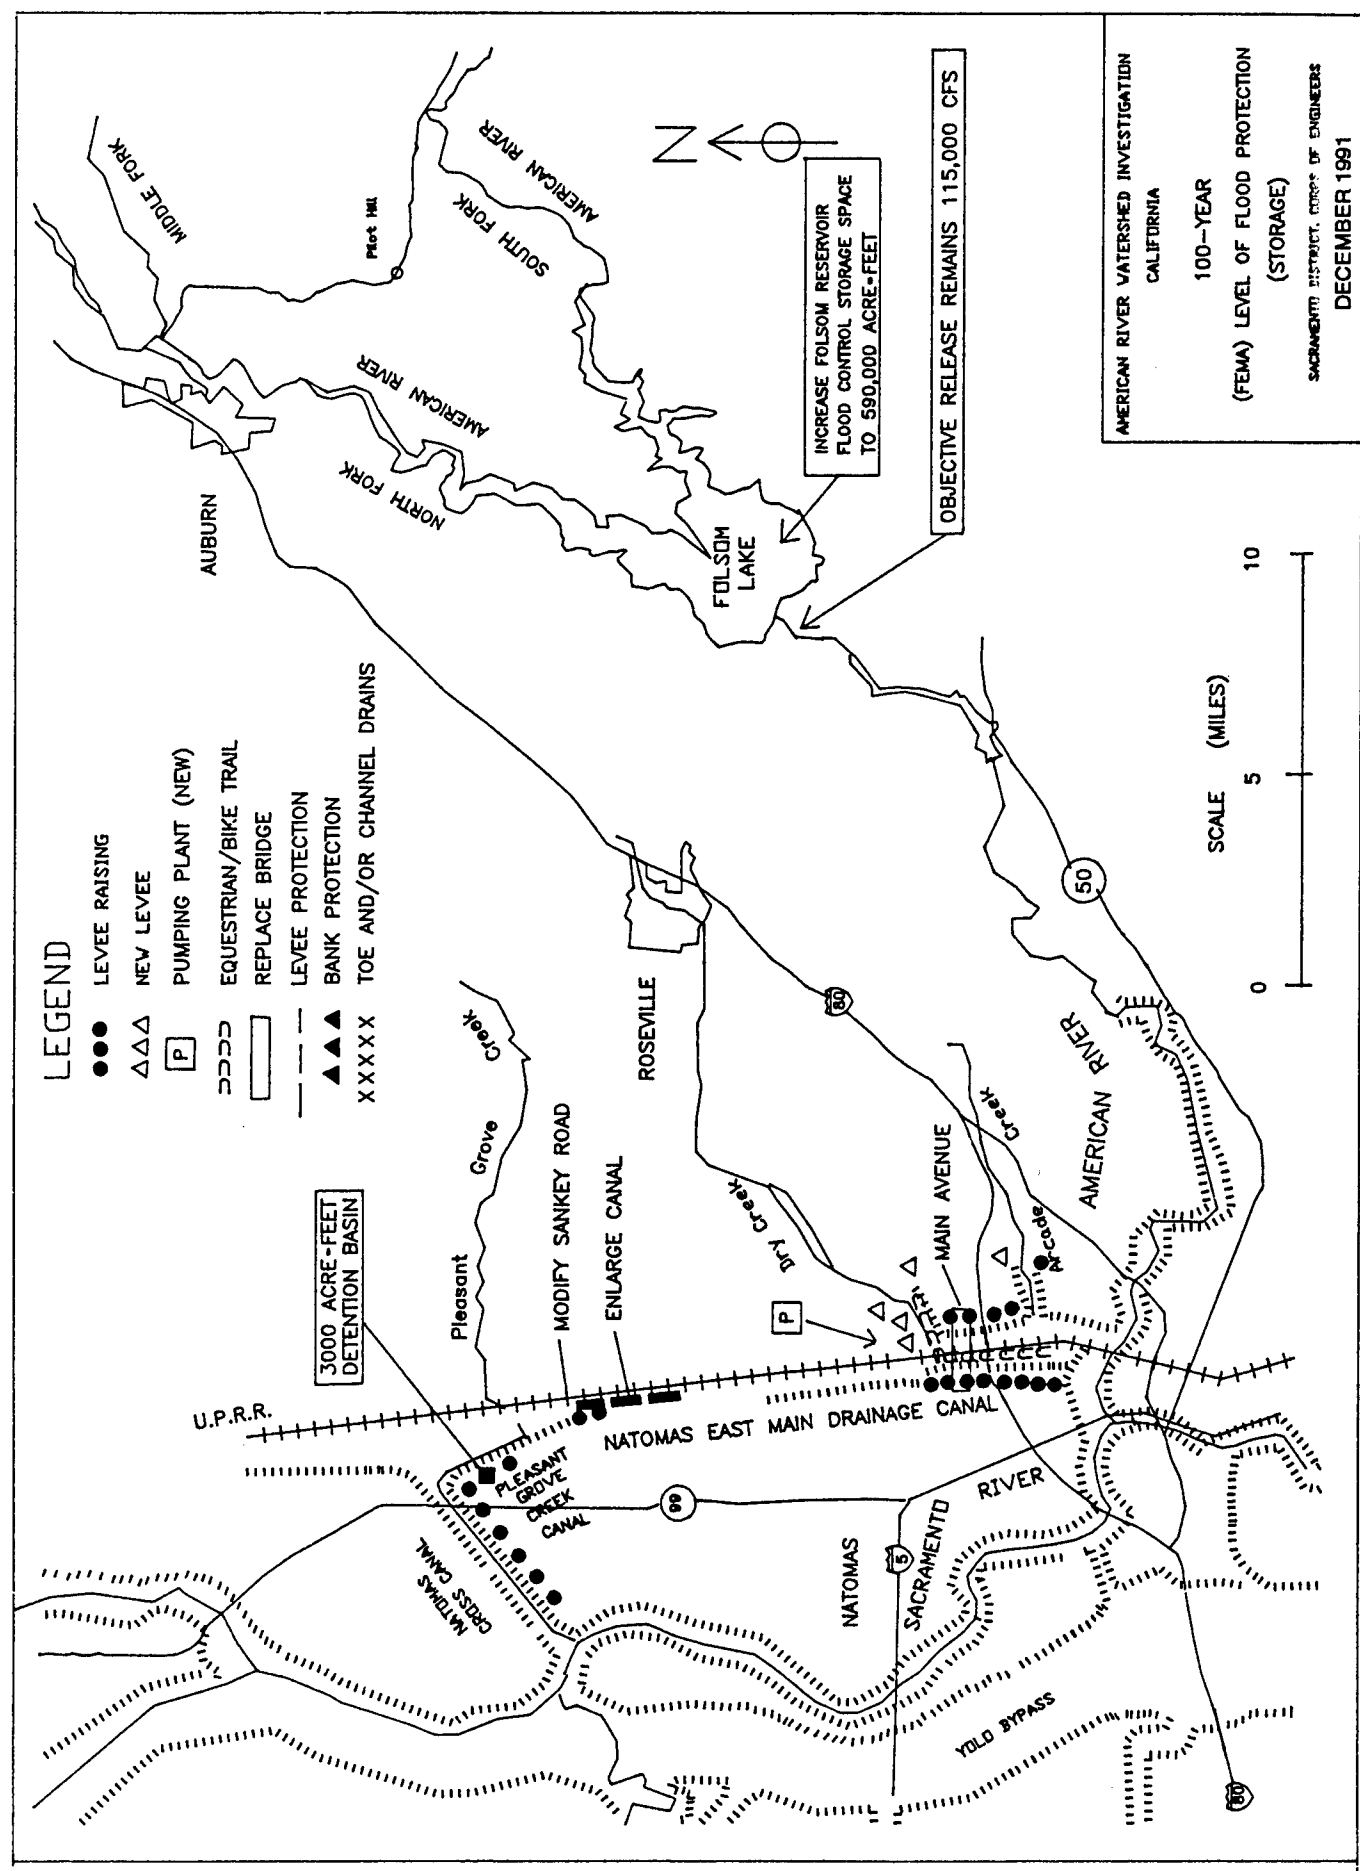 LEGEND
LEVEE RAISING
NEW LEVEE
P
PUMPING PLANT (NEW)
EQUESTRIAN/BIKE TRAIL
REPLACE BRIDGE
LEVEE PROTECTION
BANK PROTECTION
XXXXX TOE AND/OR CHANNEL DRAINS
MIDDLE FORK
Pilot Hill
AUBURN
NORTH FORK
AMERICAN RIVER
SOUTH FORK
AMERICAN RIVER
N
FOLSOM
LAKE
INCREASE FOLSOM RESERVOIR
FLOOD CONTROL STORAGE SPACE
TO 590,000 ACRE-FEET
OBJECTIVE RELEASE REMAINS 115,000 CFS
3000 ACRE-FEET
DETENTION BASIN
U.P.R.R.
Pleasant
Grove
Creek
MODIFY SANKEY ROAD
ENLARGE CANAL
ROSEVILLE
PLEASANT
GROVE
CREEK
CANAL
NATOMAS
CROSS CANAL
NATOMAS EAST MAIN DRAINAGE CANAL
99
Dry Creek
P
80
MAIN AVENUE
Arcade
Creek
AMERICAN RIVER
50
NATOMAS
5
SACRAMENTO
RIVER
YOLO BYPASS
80
SCALE (MILES)
0
5
10
AMERICAN RIVER WATERSHED INVESTIGATION
CALIFORNIA
100-YEAR
(FEMA) LEVEL OF FLOOD PROTECTION
(STORAGE)
SACRAMENTO DISTRICT, CORPS OF ENGINEERS
DECEMBER 1991